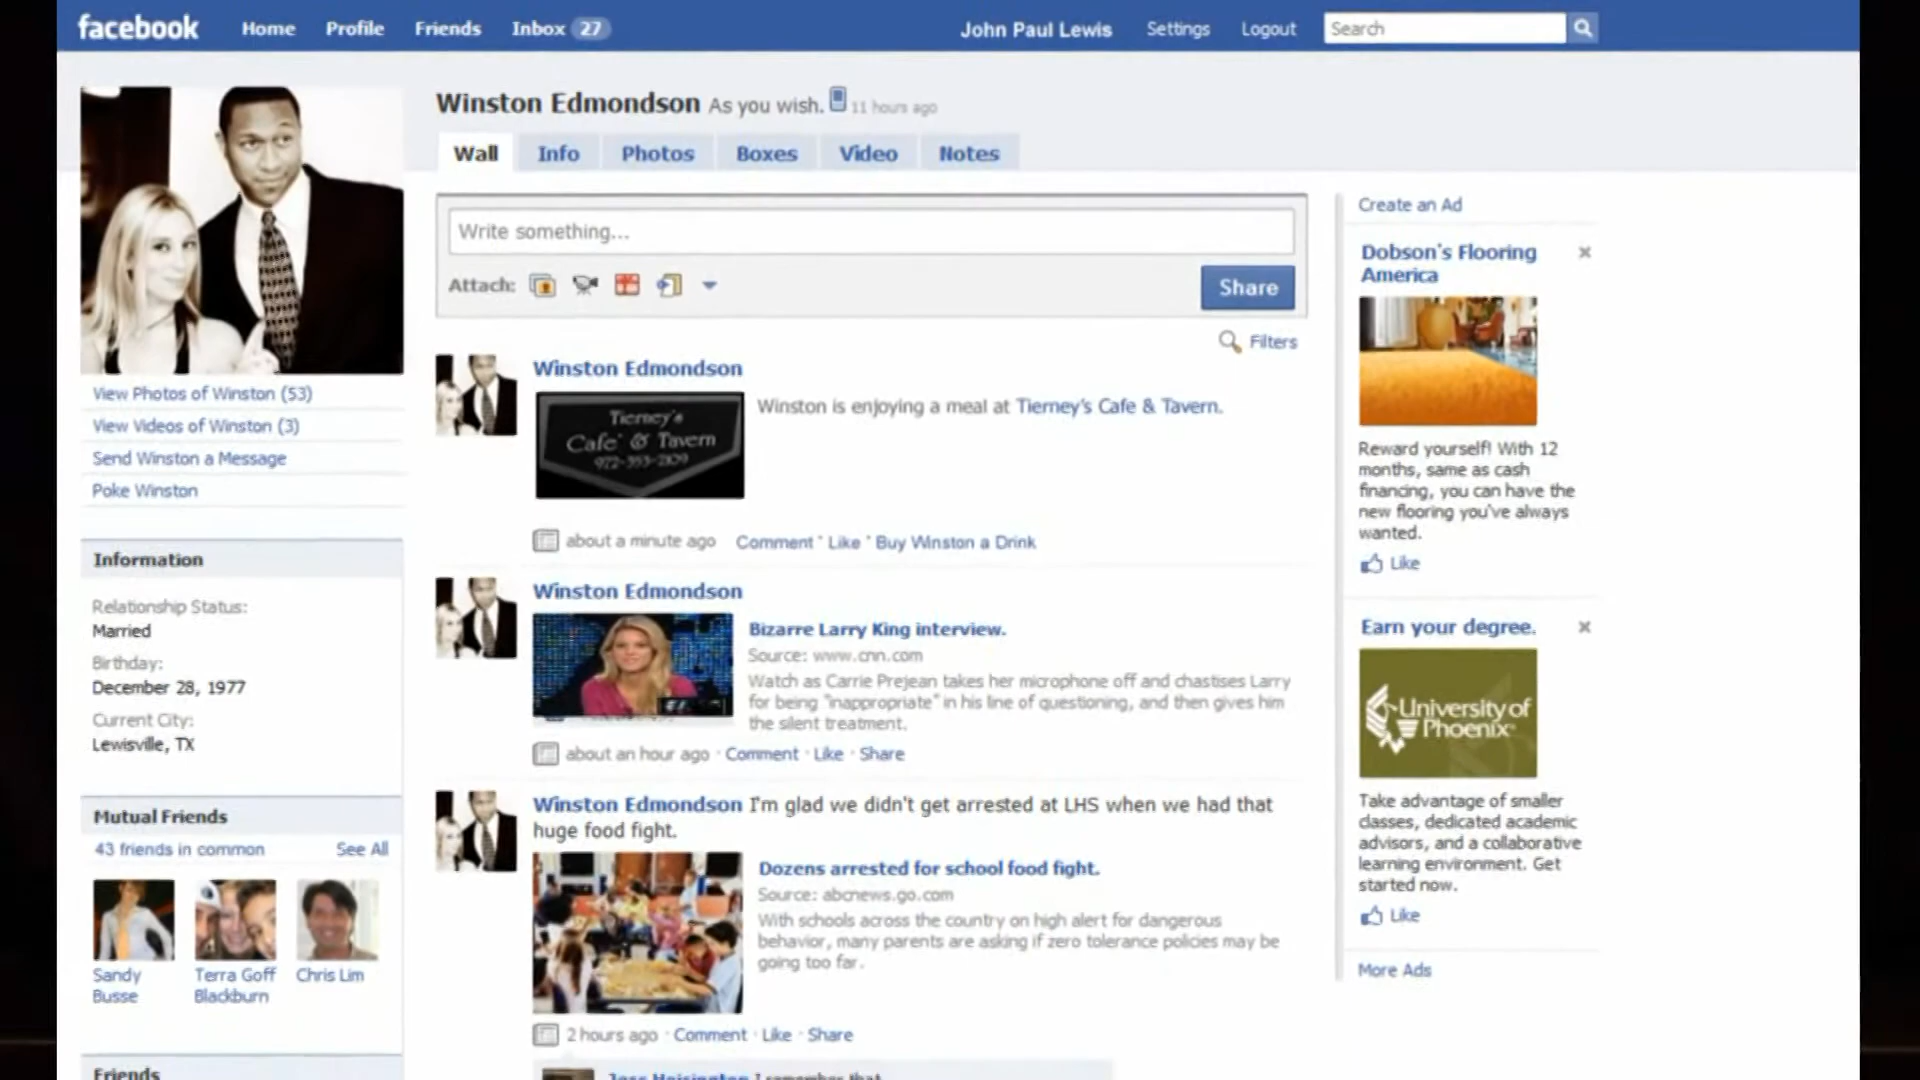 facebook
Home Profile Friends Inbox 27
John Paul Lewis Settings Logout Search
Winston Edmondson As you wish. 11 hours ago
Wall Info Photos Boxes Video Notes
Write something...
Attach:
Share
Filters
View Photos of Winston (53)
View Videos of Winston (3)
Send Winston a Message
Poke Winston
Information
Relationship Status:
Married
Birthday:
December 28, 1977
Current City:
Lewisville, TX
Mutual Friends
43 friends in common See All
Sandy
Busse
Terra Goff
Blackburn
Chris Lim
Friends
Winston Edmondson
Tierney's
Cafe' & Tavern
972-353-2109
Winston is enjoying a meal at Tierney's Cafe & Tavern.
about a minute ago Comment ' Like ' Buy Winston a Drink
Winston Edmondson
Bizarre Larry King interview.
Source: www.cnn.com
Watch as Carrie Prejean takes her microphone off and chastises Larry
for being "inappropriate" in his line of questioning, and then gives him
the silent treatment.
about an hour ago · Comment · Like · Share
Winston Edmondson I'm glad we didn't get arrested at LHS when we had that
huge food fight.
Dozens arrested for school food fight.
Source: abcnews.go.com
With schools across the country on high alert for dangerous
behavior, many parents are asking if zero tolerance policies may be
going too far.
2 hours ago · Comment · Like · Share
I remember that
Create an Ad
Dobson's Flooring
America
Reward yourself! With 12
months, same as cash
financing, you can have the
new flooring you've always
wanted.
Like
Earn your degree.
University of
Phoenix
Take advantage of smaller
classes, dedicated academic
advisors, and a collaborative
learning environment. Get
started now.
Like
More Ads